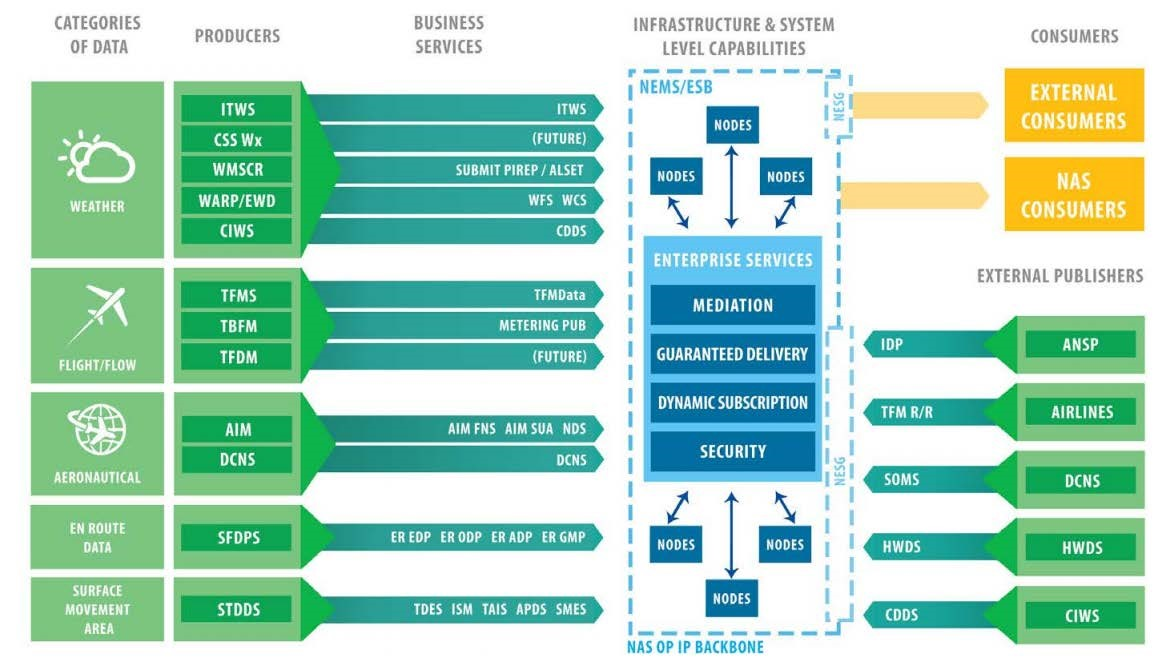 CATEGORIES
OF DATA
PRODUCERS
BUSINESS
SERVICES
INFRASTRUCTURE & SYSTEM
LEVEL CAPABILITIES
CONSUMERS
WEATHER
ITWS
CSS Wx
WMSCR
WARP/EWD
CIWS
ITWS
(FUTURE)
SUBMIT PIREP / ALSET
WFS WCS
CDDS
FLIGHT/FLOW
TFMS
TBFM
TFDM
TFMData
METERING PUB
(FUTURE)
AERONAUTICAL
AIM
DCNS
AIM FNS AIM SUA NDS
DCNS
EN ROUTE
DATA
SFDPS
ER EDP ER ODP ER ADP ER GMP
SURFACE
MOVEMENT
AREA
STDDS
TDES ISM TAIS APDS SMES
NEMS/ESB
NESG
NODES
NODES
NODES
ENTERPRISE SERVICES
MEDIATION
GUARANTEED DELIVERY
DYNAMIC SUBSCRIPTION
SECURITY
NESG
NODES
NODES
NODES
NAS OP IP BACKBONE
EXTERNAL
CONSUMERS
NAS
CONSUMERS
EXTERNAL PUBLISHERS
IDP
ANSP
TFM R/R
AIRLINES
SOMS
DCNS
HWDS
HWDS
CDDS
CIWS